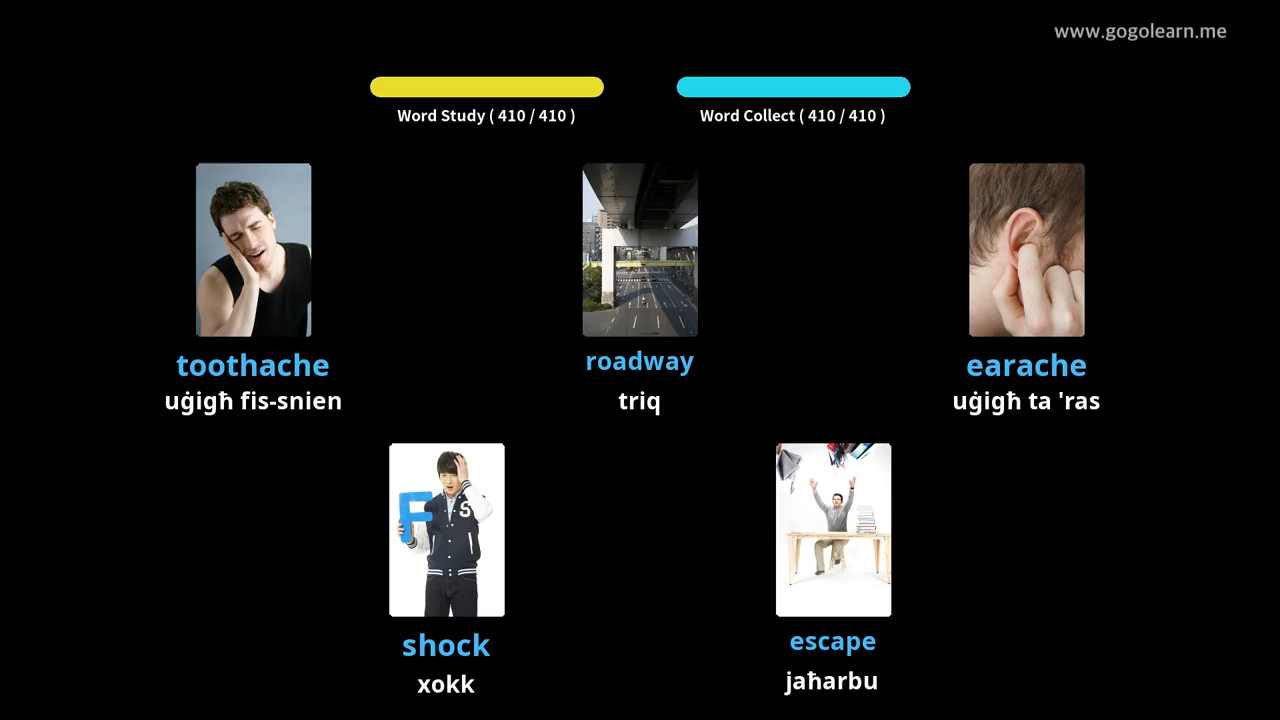 www.gogolearn.me
Word Study ( 410 / 410 )
Word Collect ( 410 / 410 )
toothache
uġigħ fis-snien
roadway
triq
earache
uġigħ ta 'ras
F
S
shock
xokk
escape
jaħarbu